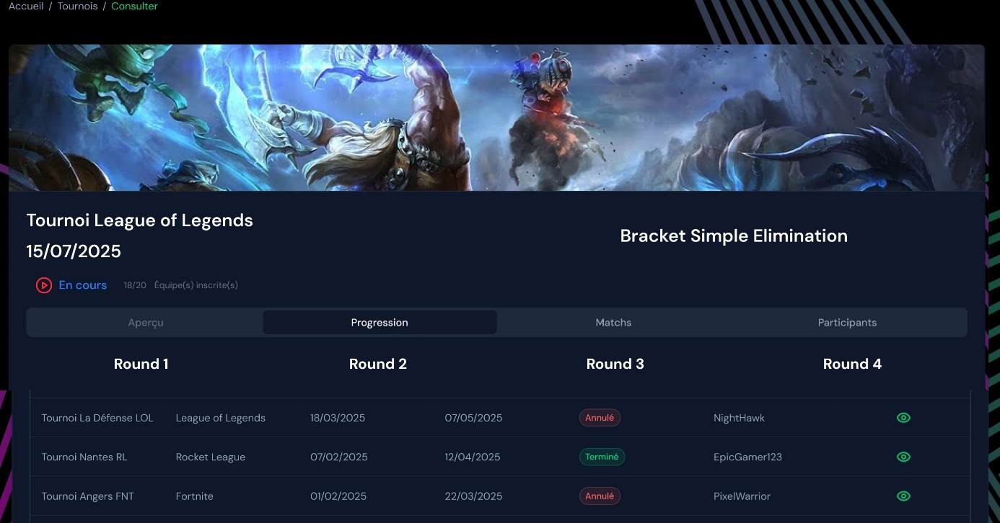 Accueil / Tournois / Consulter
Tournoi League of Legends
15/07/2025
Bracket Simple Elimination
En cours 18/20 Équipe(s) inscrite(s)
Aperçu Progression Matchs Participants
Round 1 Round 2 Round 3 Round 4
Tournoi La Défense LOL League of Legends 18/03/2025 07/05/2025 Annulé NightHawk
Tournoi Nantes RL Rocket League 07/02/2025 12/04/2025 Terminé EpicGamer123
Tournoi Angers FNT Fortnite 01/02/2025 22/03/2025 Annulé PixelWarrior